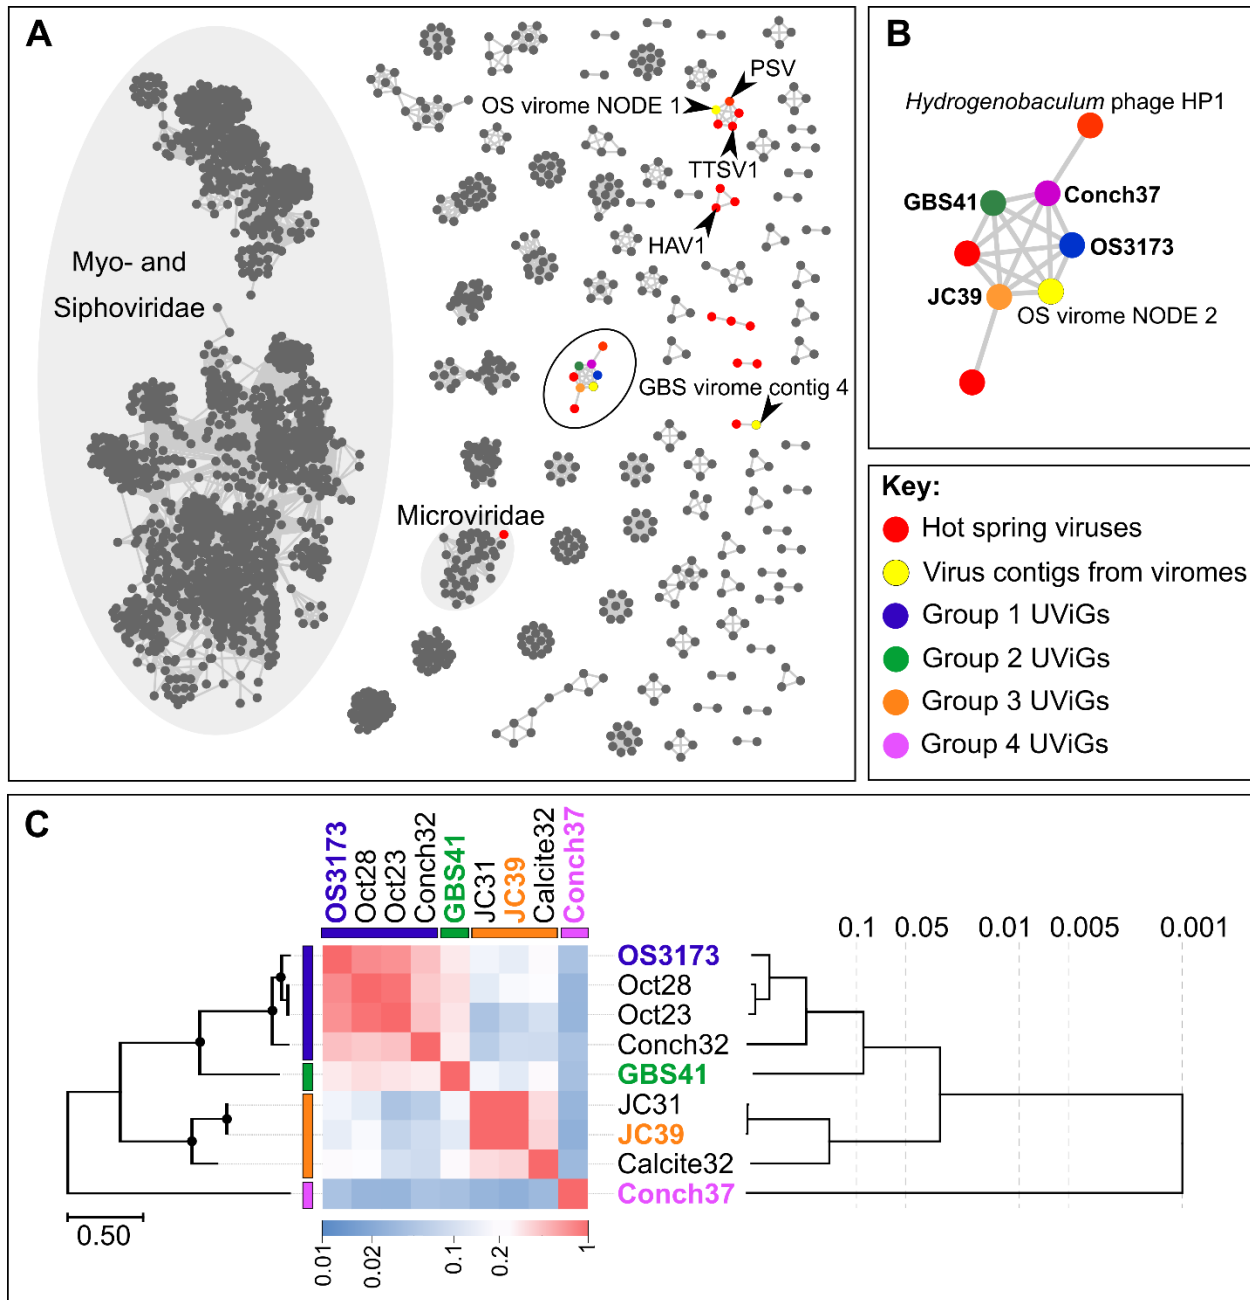 A
PSV
OS virome NODE 1
TTSV1
HAV1
Myo- and
Siphoviridae
GBS virome contig 4
Microviridae
B
Hydrogenobaculum phage HP1
GBS41
Conch37
OS3173
JC39
OS virome NODE 2
Key:
Hot spring viruses
Virus contigs from viromes
Group 1 UViGs
Group 2 UViGs
Group 3 UViGs
Group 4 UViGs
C
OS3173
Oct28
Oct23
Conch32
GBS41
JC31
JC39
Calcite32
Conch37
0.1
0.05
0.01
0.005
0.001
OS3173
Oct28
Oct23
Conch32
GBS41
JC31
JC39
Calcite32
Conch37
0.50
0.01
0.02
0.1
0.2
1